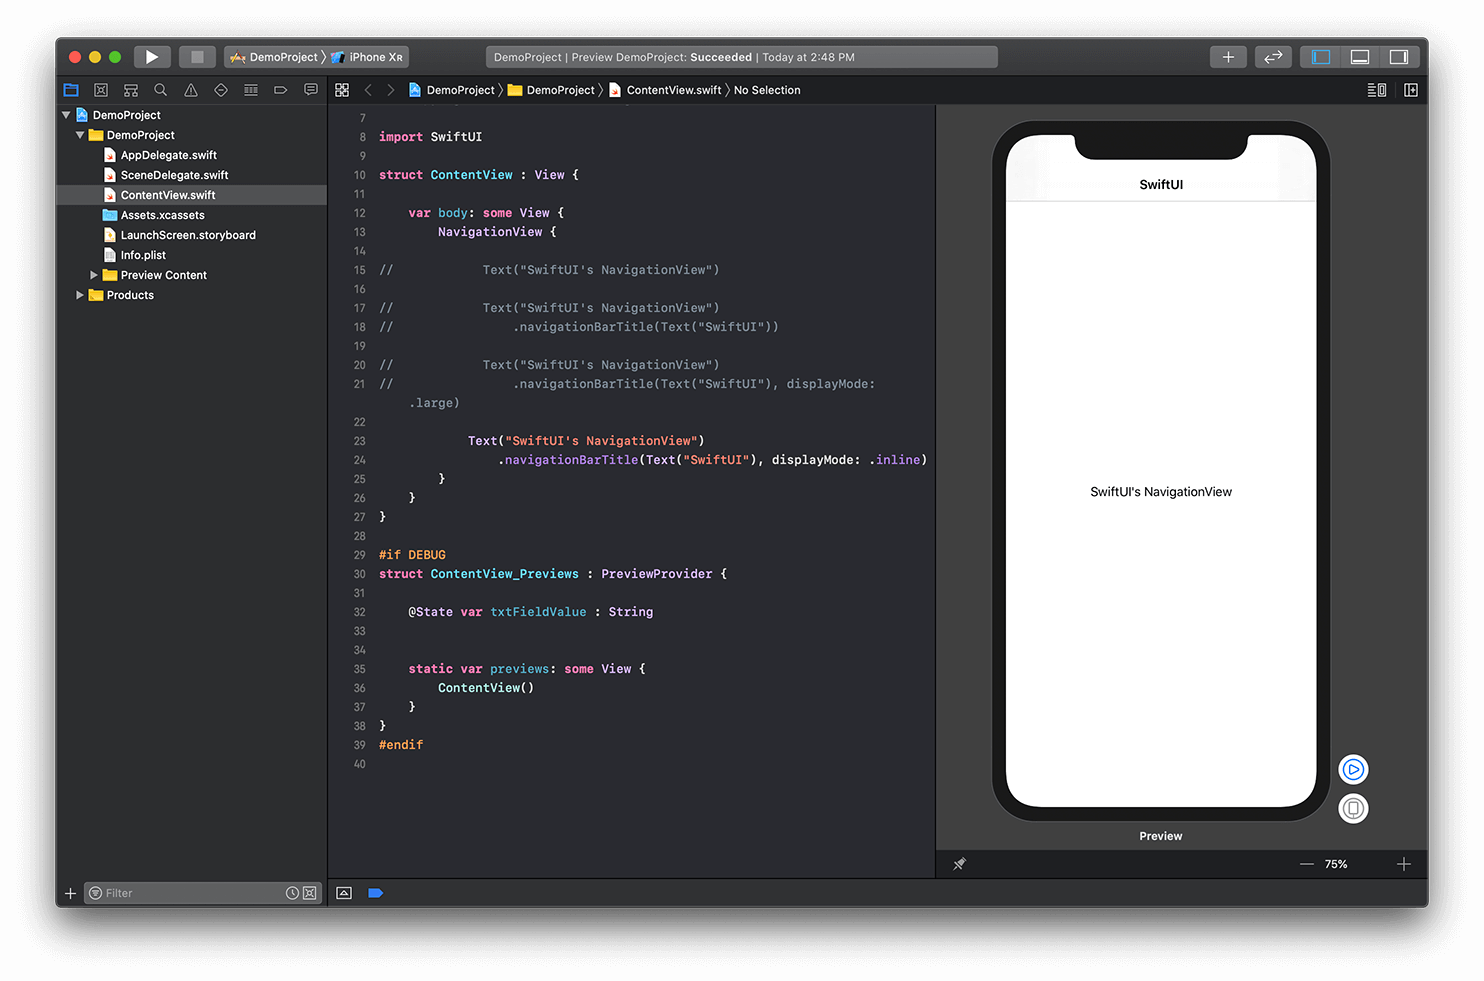 DemoProject 〉 iPhone XR
DemoProject | Preview DemoProject: Succeeded | Today at 2:48 PM
DemoProject 〉 DemoProject 〉 ContentView.swift 〉 No Selection
DemoProject
DemoProject
AppDelegate.swift
SceneDelegate.swift
ContentView.swift
Assets.xcassets
LaunchScreen.storyboard
Info.plist
Preview Content
Products
Filter
7
8 import SwiftUI
9
10 struct ContentView : View {
11
12 var body: some View {
13 NavigationView {
14
15 // Text("SwiftUI's NavigationView")
16
17 // Text("SwiftUI's NavigationView")
18 // .navigationBarTitle(Text("SwiftUI"))
19
20 // Text("SwiftUI's NavigationView")
21 // .navigationBarTitle(Text("SwiftUI"), displayMode:
.large)
22
23 Text("SwiftUI's NavigationView")
24 .navigationBarTitle(Text("SwiftUI"), displayMode: .inline)
25 }
26 }
27 }
28
29 #if DEBUG
30 struct ContentView_Previews : PreviewProvider {
31
32 @State var txtFieldValue : String
33
34
35 static var previews: some View {
36 ContentView()
37 }
38 }
39 #endif
40
SwiftUI
SwiftUI's NavigationView
Preview
75%